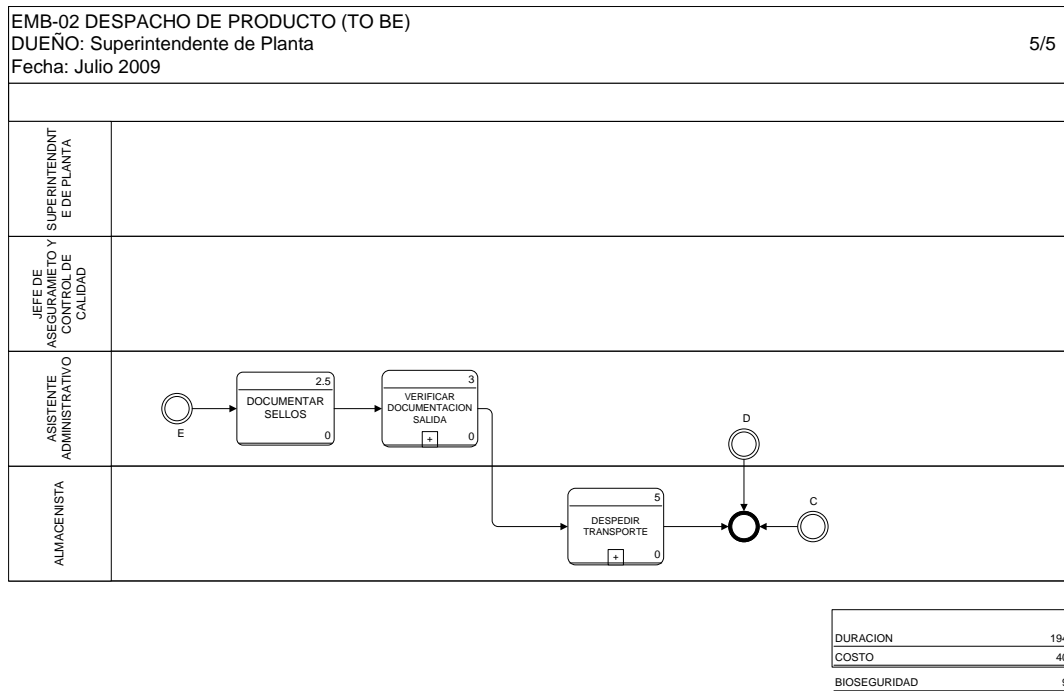 EMB-02 DESPACHO DE PRODUCTO (TO BE)
DUEÑO: Superintendente de Planta
5/5
Fecha: Julio 2009
SUPERINTENDNT
E DE PLANTA
JEFE DE
ASEGURAMIETO Y
CONTROL DE
CALIDAD
ASISTENTE
ADMINISTRATIVO
E
2.5
DOCUMENTAR
SELLOS
0
3
VERIFICAR
DOCUMENTACION
SALIDA
+
0
D
ALMACENISTA
5
DESPEDIR
TRANSPORTE
+
0
C
DURACION
COSTO
BIOSEGURIDAD